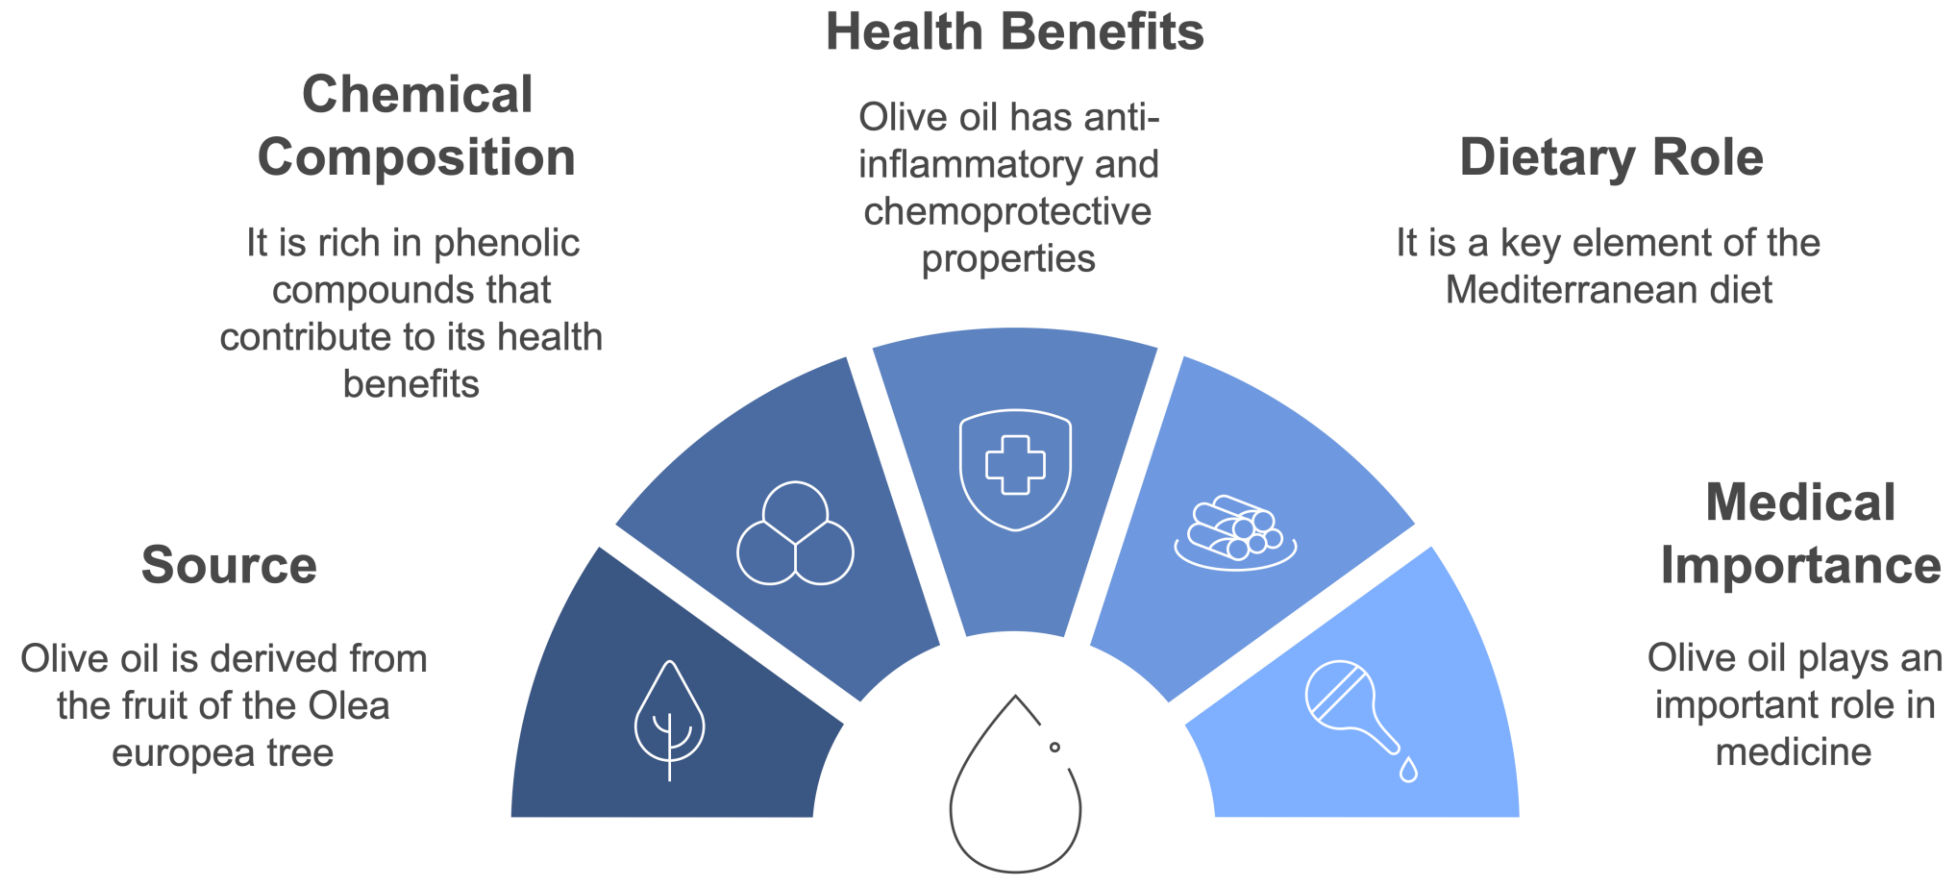 Health Benefits
Olive oil has anti-
inflammatory and
chemoprotective
properties
Chemical
Composition
It is rich in phenolic
compounds that
contribute to its health
benefits
Dietary Role
It is a key element of the
Mediterranean diet
Source
Olive oil is derived from
the fruit of the Olea
europea tree
Medical
Importance
Olive oil plays an
important role in
medicine